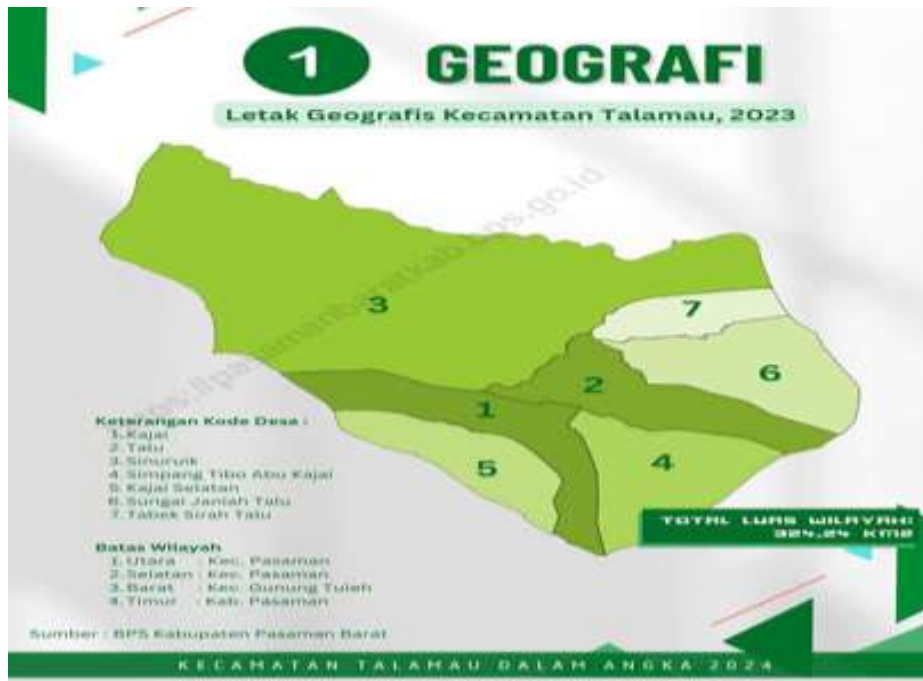 1 GEOGRAFI
Letak Geografis Kecamatan Talamau, 2023
3
7
6
2
1
5
4
Keterangan Kode Desa :
1. Kajai
2. Talu
3. Sinuruik
4. Simpang Tibo Abu Kajai
5. Kajai Selatan
6. Sungai Janiah Talu
7. Tabek Sirah Talu
TOTAL LUAS WILAYAH:
324.24 KM2
Batas Wilayah
1. Utara : Kec. Pasaman
2. Selatan : Kec. Pasaman
3. Barat : Kec. Gunung Tuleh
4. Timur : Kab. Pasaman
Sumber : BPS Kabupaten Pasaman Barat
KECAMATAN TALAMAU DALAM ANGKA 2024